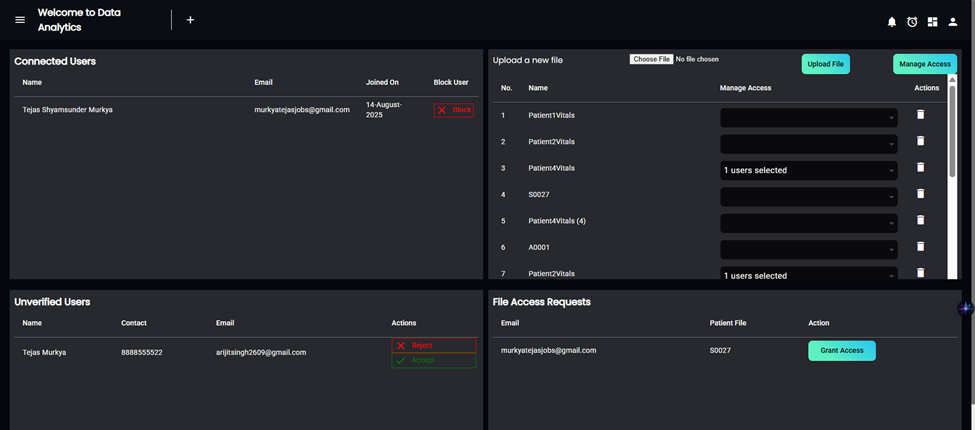 Welcome to Data
Analytics
+
Connected Users
Name Email Joined On Block User
Tejas Shyamsunder Murkya murkyatejasjobs@gmail.com 14-August-
2025 Block
Upload a new file Choose File No file chosen Upload File Manage Access
No. Name Manage Access Actions
1 Patient1Vitals
2 Patient2Vitals
3 Patient4Vitals 1 users selected
4 S0027
5 Patient4Vitals (4)
6 A0001
7 Patient2Vitals 1 users selected
Unverified Users
Name Contact Email Actions
Tejas Murkya 8888555522 arijitsingh2609@gmail.com Reject
Accept
File Access Requests
Email Patient File Action
murkyatejasjobs@gmail.com S0027 Grant Access